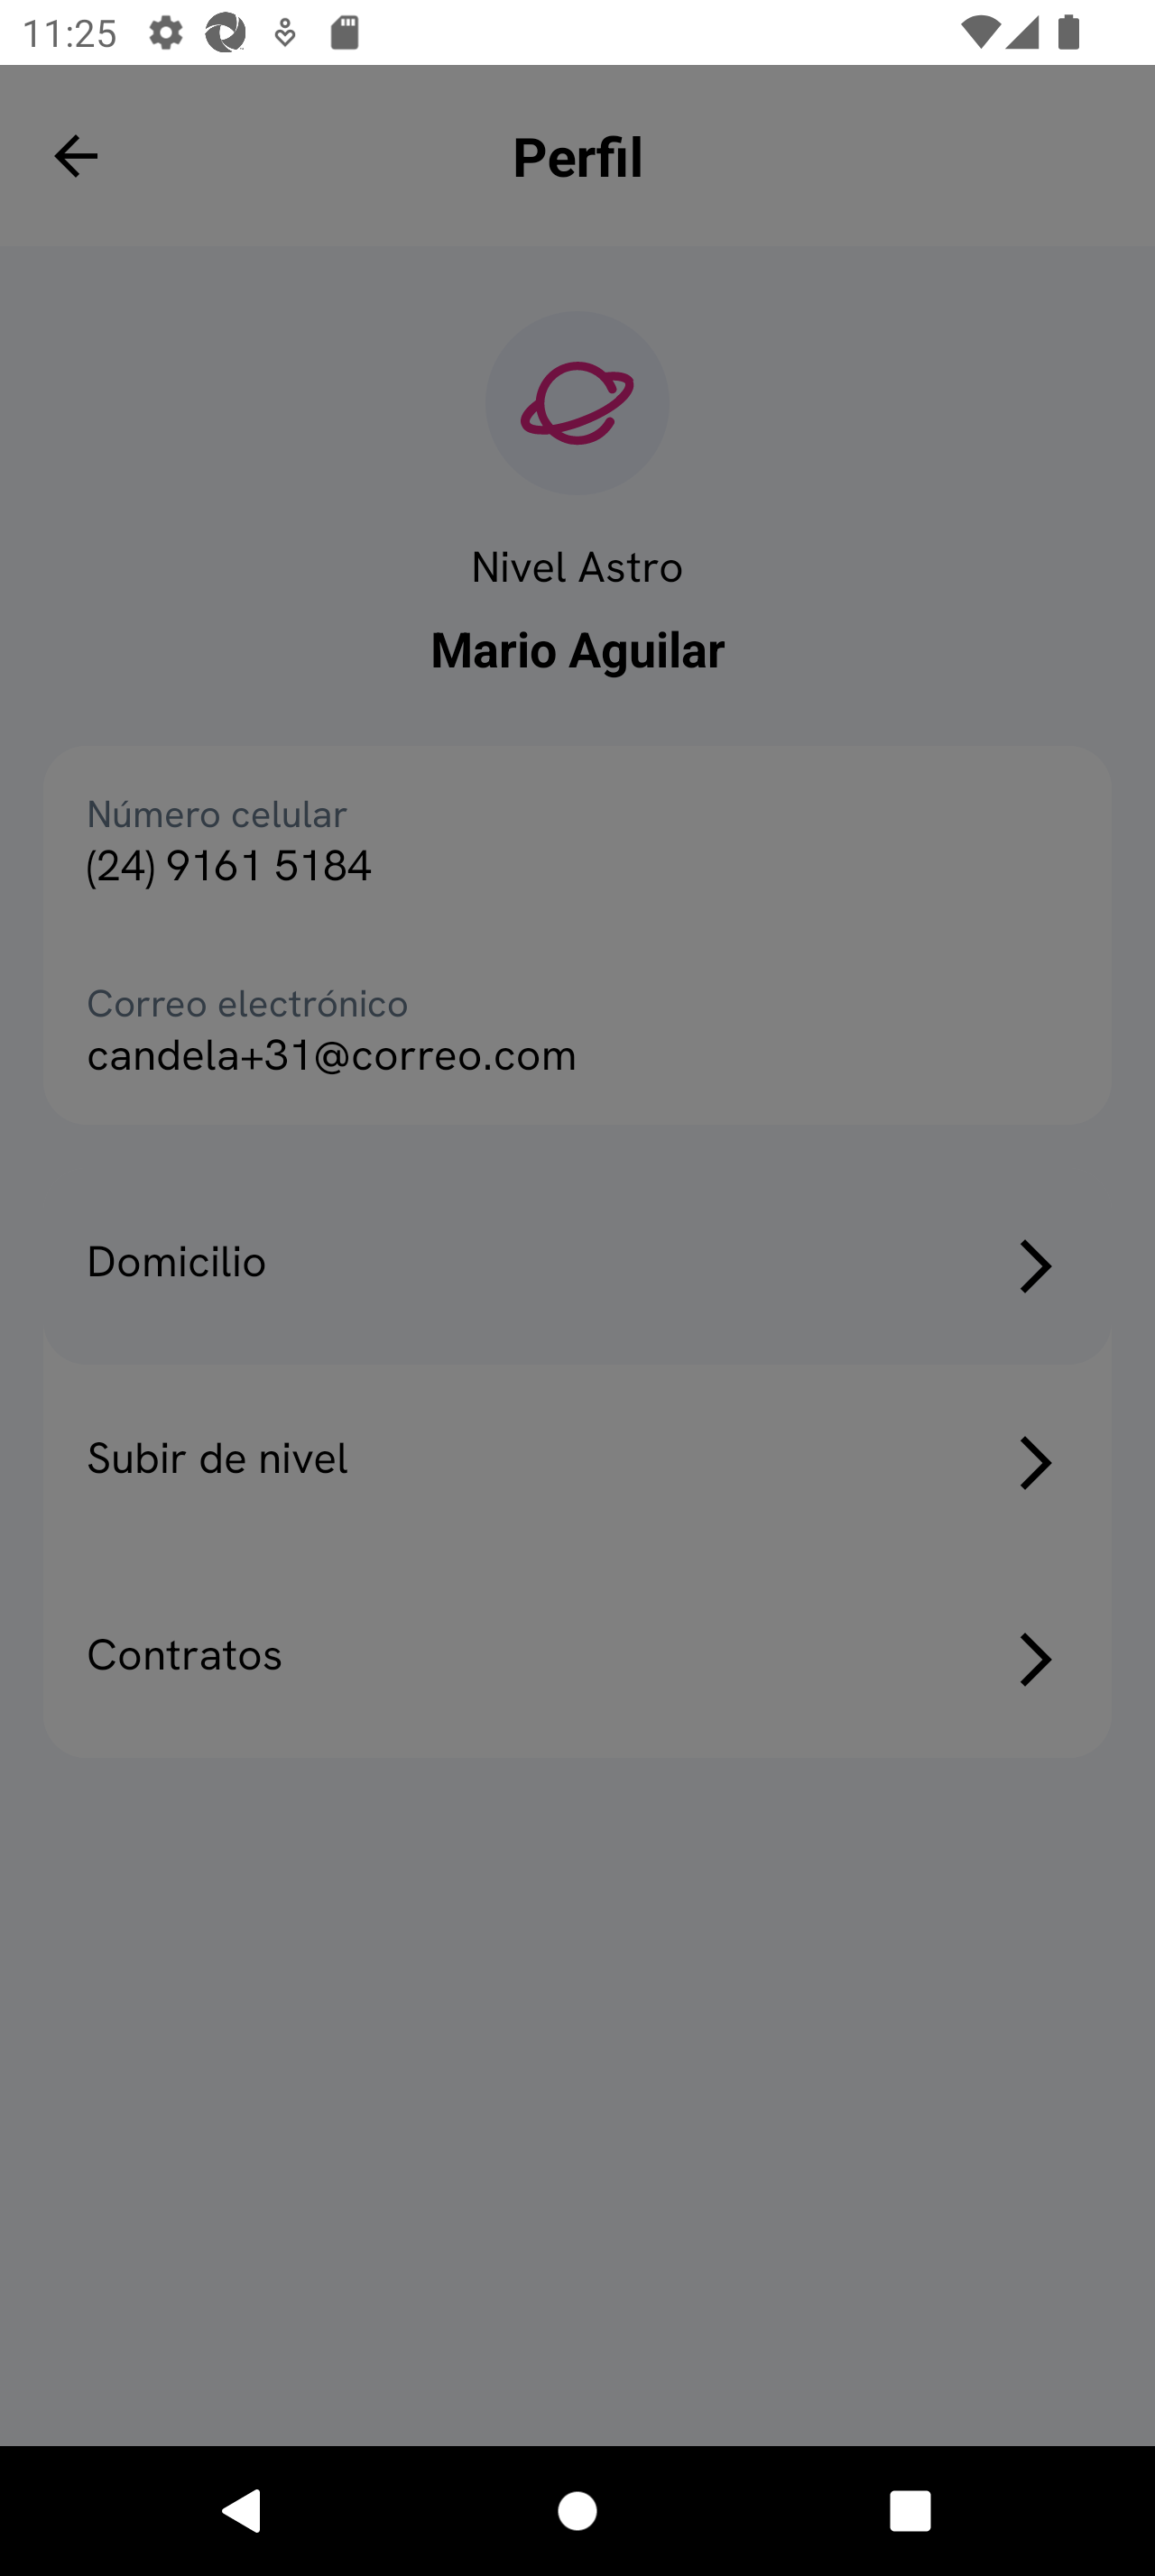 11:25
Perfil
Nivel Astro
Mario Aguilar
Número celular
(24) 9161 5184
Correo electrónico
candela+31@correo.com
Domicilio
Subir de nivel
Contratos